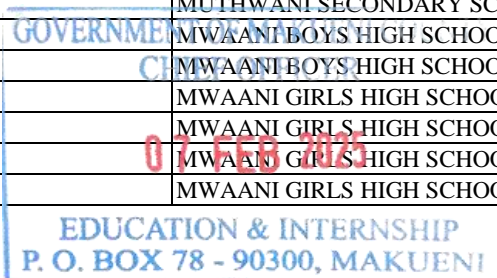 MUTHWANI SECONDARY SC
GOVERNMENT OF MAKUENI
MWAANI BOYS HIGH SCHOO
CHIEF OFFICER
MWAANI BOYS HIGH SCHOO
MWAANI GIRLS HIGH SCHOO
MWAANI GIRLS HIGH SCHOO
07 FEB 2025
MWAANI GIRLS HIGH SCHOO
MWAANI GIRLS HIGH SCHOO
EDUCATION & INTERNSHIP
P. O. BOX 78 - 90300, MAKUENI